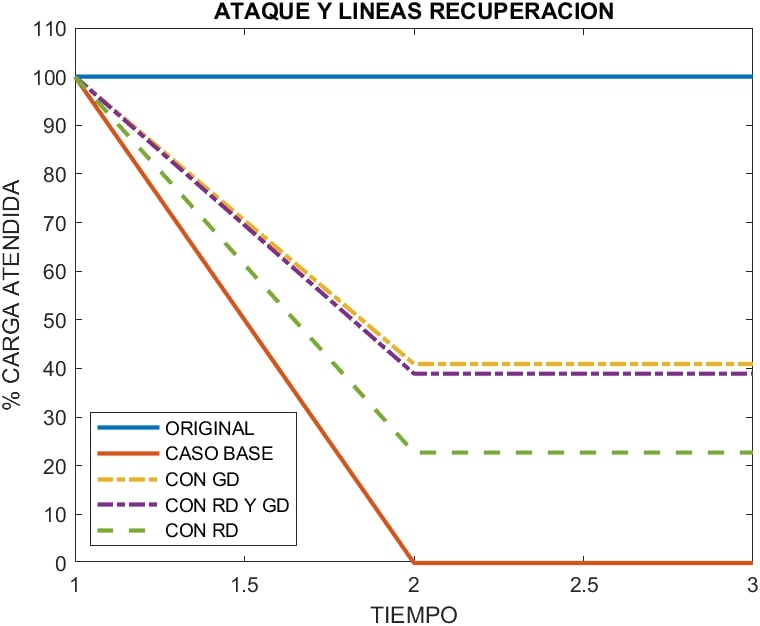 ATAQUE Y LINEAS RECUPERACION
110
100
90
80
70
60
50
40
30
20
10
0
% CARGA ATENDIDA
ORIGINAL
CASO BASE
CON GD
CON RD Y GD
CON RD
1
1.5
2
2.5
3
TIEMPO